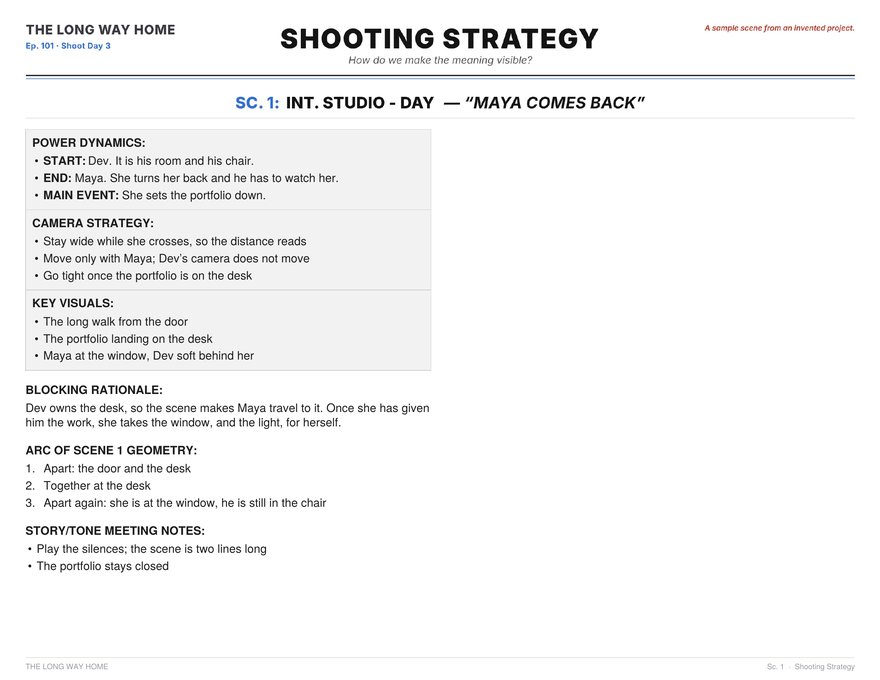 THE LONG WAY HOME
Ep. 101 · Shoot Day 3
SHOOTING STRATEGY
How do we make the meaning visible?
A sample scene from an invented project.
SC. 1: INT. STUDIO - DAY — “MAYA COMES BACK”
POWER DYNAMICS:
• START: Dev. It is his room and his chair.
• END: Maya. She turns her back and he has to watch her.
• MAIN EVENT: She sets the portfolio down.
CAMERA STRATEGY:
• Stay wide while she crosses, so the distance reads
• Move only with Maya; Dev’s camera does not move
• Go tight once the portfolio is on the desk
KEY VISUALS:
• The long walk from the door
• The portfolio landing on the desk
• Maya at the window, Dev soft behind her
BLOCKING RATIONALE:
Dev owns the desk, so the scene makes Maya travel to it. Once she has given
him the work, she takes the window, and the light, for herself.
ARC OF SCENE 1 GEOMETRY:
1. Apart: the door and the desk
2. Together at the desk
3. Apart again: she is at the window, he is still in the chair
STORY/TONE MEETING NOTES:
• Play the silences; the scene is two lines long
• The portfolio stays closed
THE LONG WAY HOME
Sc. 1 · Shooting Strategy